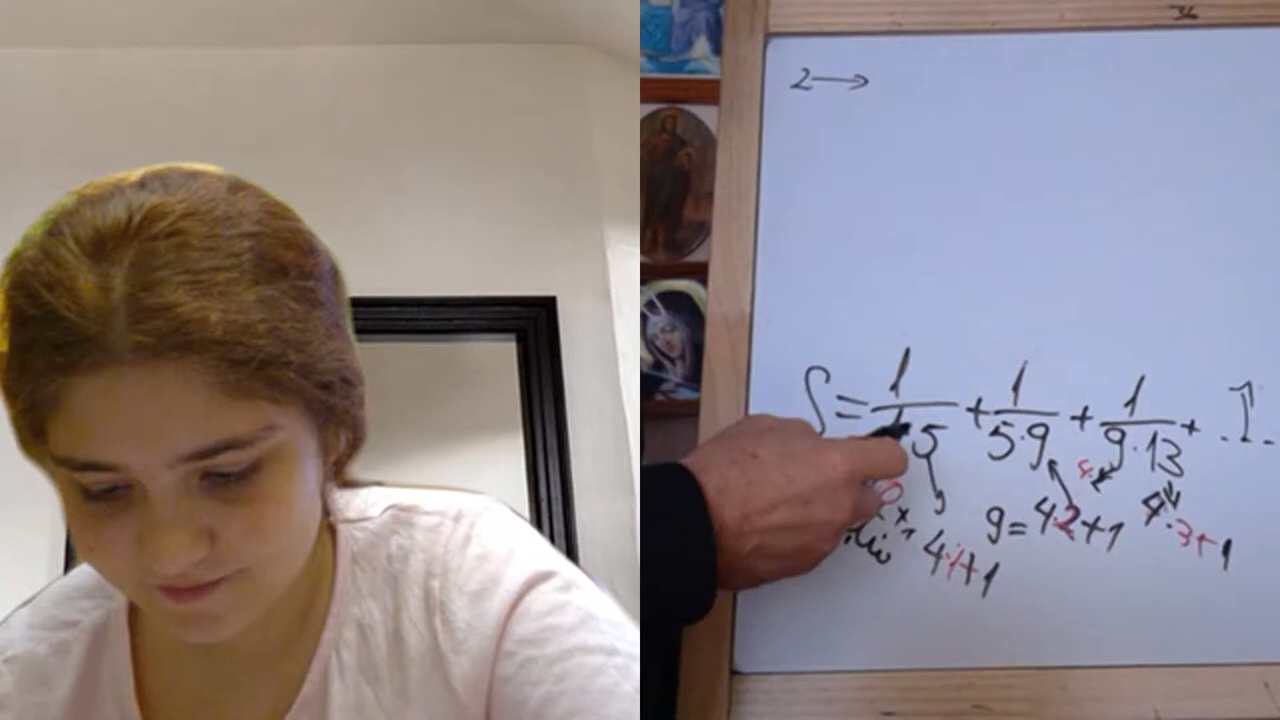 36
2→
S = 1/1·5 + 1/5·9 + 1/9·13 + ...
9=4·2+1 4·3+1
4·1+1